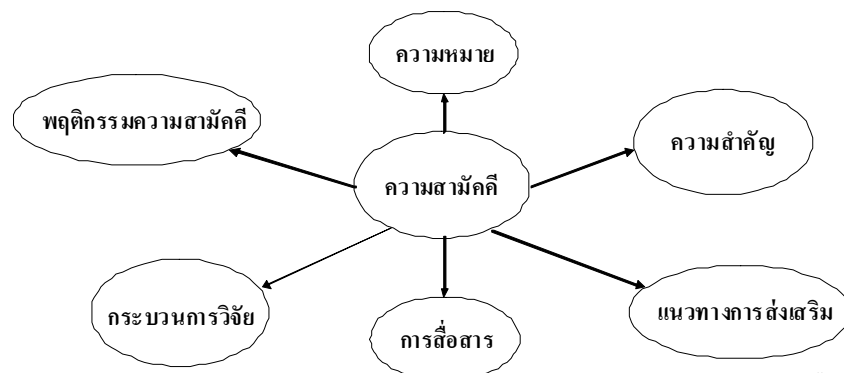 ความหมาย
พฤติกรรมความสามัคคี
ความสำคัญ
ความสามัคคี
กระบวนการวิจัย
การสื่อสาร
แนวทางการส่งเสริม